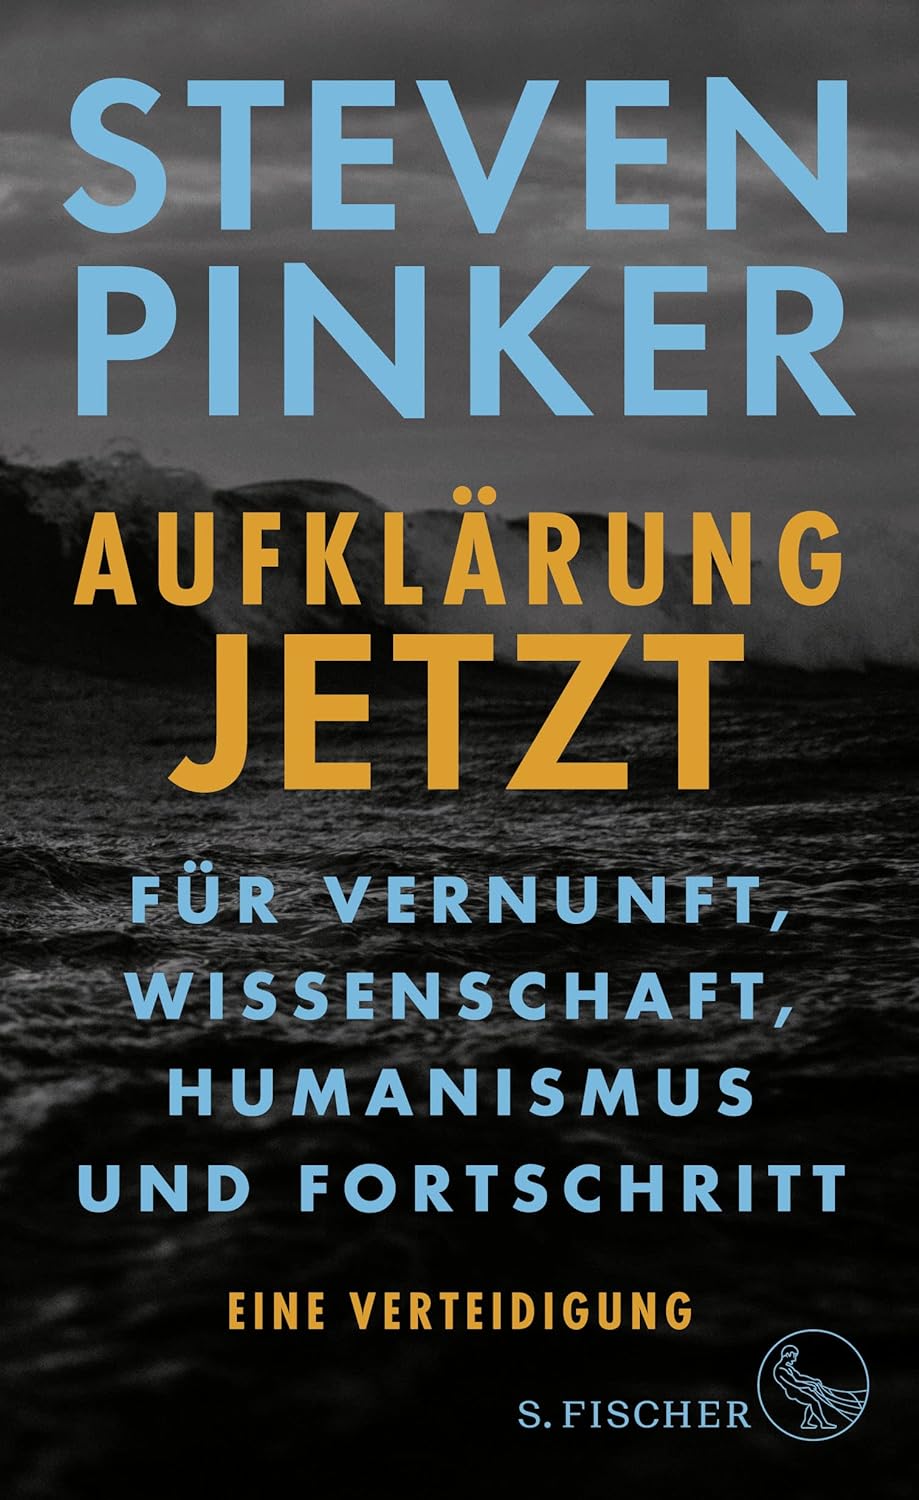 STEVEN
PINKER
AUFKLÄRUNG
JETZT
FÜR VERNUNFT,
WISSENSCHAFT,
HUMANISMUS
UND FORTSCHRITT
EINE VERTEIDIGUNG
S. FISCHER